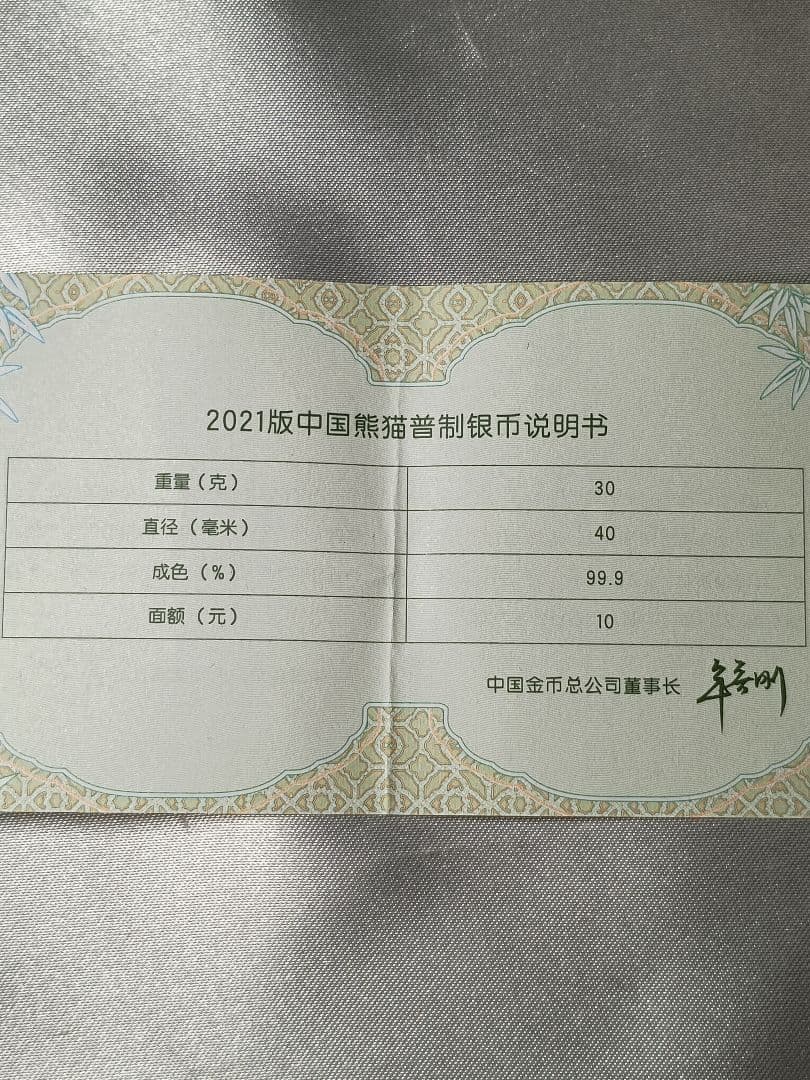 2021版中国熊猫普制银币说明书
重量（克） 30
直径（毫米） 40
成色（%） 99.9
面额（元） 10
中国金币总公司董事长